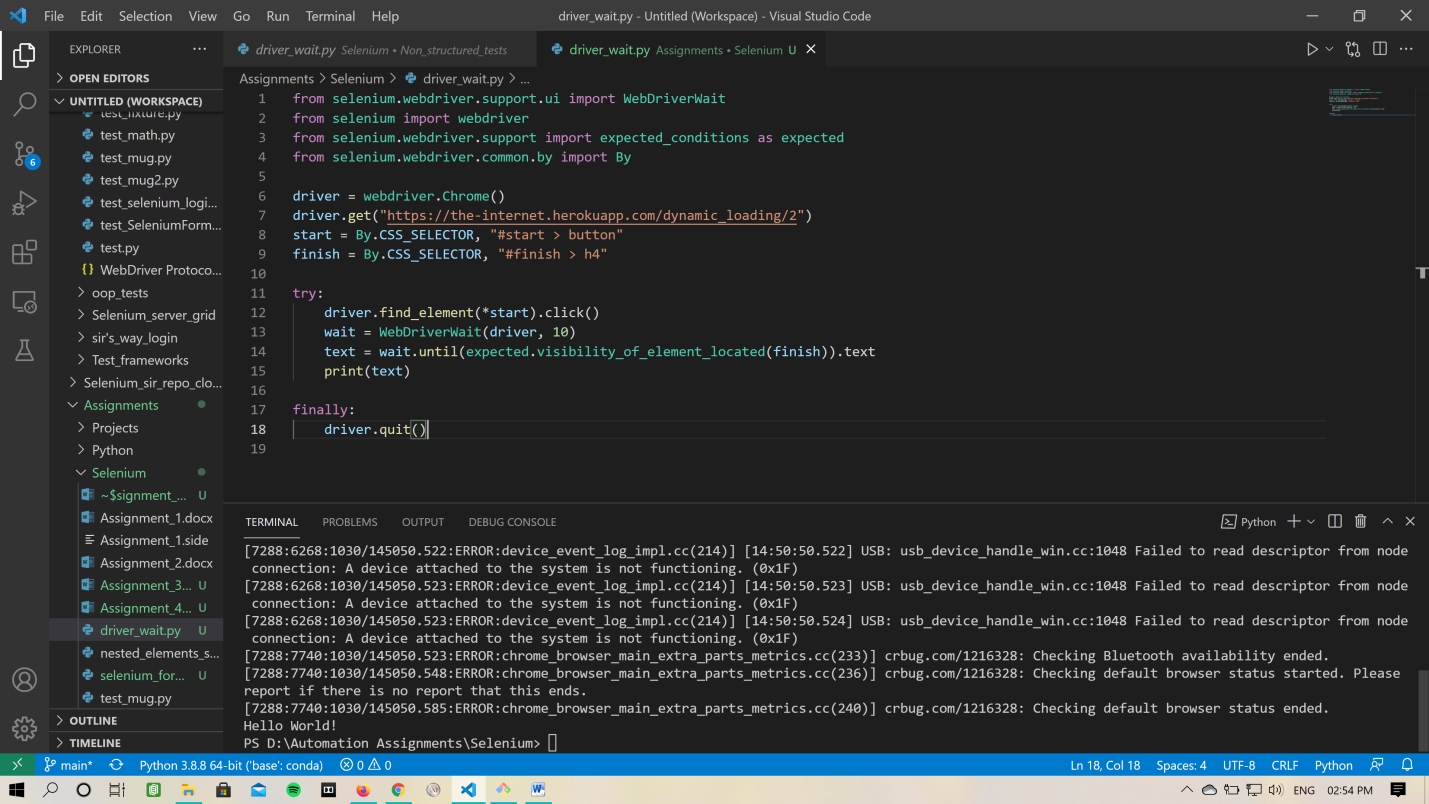 File Edit Selection View Go Run Terminal Help driver_wait.py - Untitled (Workspace) - Visual Studio Code
EXPLORER ...
OPEN EDITORS
UNTITLED (WORKSPACE)
test_fixture.py
test_math.py
test_mug.py
test_mug2.py
test_selenium_logi...
test_SeleniumForm...
test.py
{} WebDriver Protoco...
oop_tests
Selenium_server_grid
sir's_way_login
Test_frameworks
Selenium_sir_repo_clo...
Assignments
Projects
Python
Selenium
~$signment_... U
Assignment_1.docx
Assignment_1.side
Assignment_2.docx
Assignment_3... U
Assignment_4... U
driver_wait.py U
nested_elements_s...
selenium_for... U
test_mug.py
OUTLINE
TIMELINE
6
driver_wait.py Selenium • Non_structured_tests
driver_wait.py Assignments • Selenium U
Assignments > Selenium > driver_wait.py > ...
1 from selenium.webdriver.support.ui import WebDriverWait
2 from selenium import webdriver
3 from selenium.webdriver.support import expected_conditions as expected
4 from selenium.webdriver.common.by import By
5
6 driver = webdriver.Chrome()
7 driver.get("https://the-internet.herokuapp.com/dynamic_loading/2")
8 start = By.CSS_SELECTOR, "#start > button"
9 finish = By.CSS_SELECTOR, "#finish > h4"
10
11 try:
12 driver.find_element(*start).click()
13 wait = WebDriverWait(driver, 10)
14 text = wait.until(expected.visibility_of_element_located(finish)).text
15 print(text)
16
17 finally:
18 driver.quit()
19
TERMINAL PROBLEMS OUTPUT DEBUG CONSOLE Python
[7288:6268:1030/145050.522:ERROR:device_event_log_impl.cc(214)] [14:50:50.522] USB: usb_device_handle_win.cc:1048 Failed to read descriptor from node
connection: A device attached to the system is not functioning. (0x1F)
[7288:6268:1030/145050.523:ERROR:device_event_log_impl.cc(214)] [14:50:50.523] USB: usb_device_handle_win.cc:1048 Failed to read descriptor from node
connection: A device attached to the system is not functioning. (0x1F)
[7288:6268:1030/145050.523:ERROR:device_event_log_impl.cc(214)] [14:50:50.524] USB: usb_device_handle_win.cc:1048 Failed to read descriptor from node
connection: A device attached to the system is not functioning. (0x1F)
[7288:7740:1030/145050.523:ERROR:chrome_browser_main_extra_parts_metrics.cc(233)] crbug.com/1216328: Checking Bluetooth availability ended.
[7288:7740:1030/145050.548:ERROR:chrome_browser_main_extra_parts_metrics.cc(236)] crbug.com/1216328: Checking default browser status started. Please
report if there is no report that this ends.
[7288:7740:1030/145050.585:ERROR:chrome_browser_main_extra_parts_metrics.cc(240)] crbug.com/1216328: Checking default browser status ended.
Hello World!
PS D:\Automation Assignments\Selenium>
main* Python 3.8.8 64-bit ('base': conda) 0 0 Ln 18, Col 18 Spaces: 4 UTF-8 CRLF Python
ENG 02:54 PM